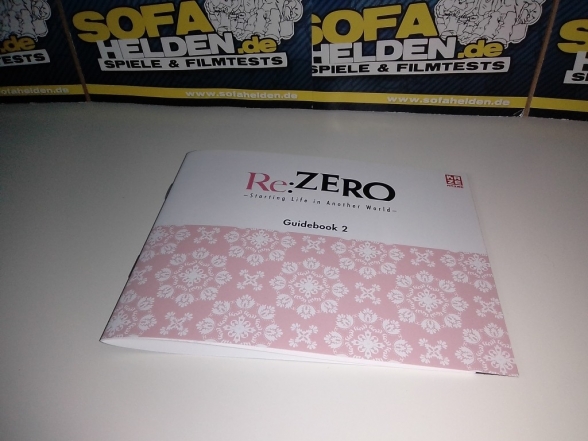 SOFA
HELDEN.de
SPIELE & FILMTESTS
www.sofahelden.de
SOFA
HELDEN.de
SPIELE & FILMTESTS
www.sofahelden.de
Re:ZERO
-Starting Life in Another World-
Guidebook 2
KAZÉ